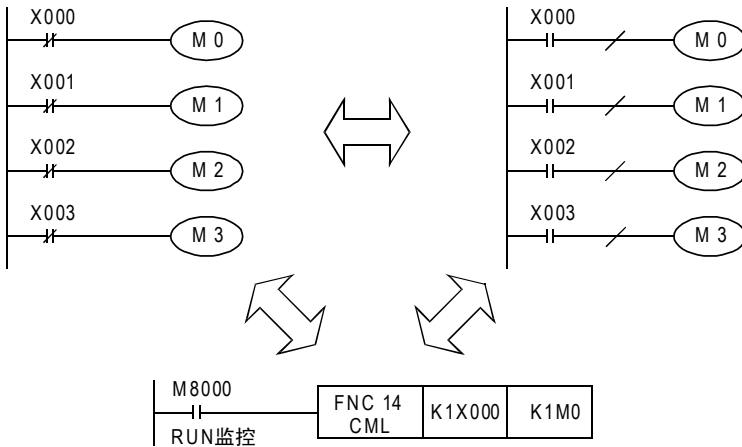 X000
M 0
X001
M 1
X002
M 2
X003
M 3
X000
M 0
X001
M 1
X002
M 2
X003
M 3
M8000
RUN监控
FNC 14
CML
K1X000
K1M0